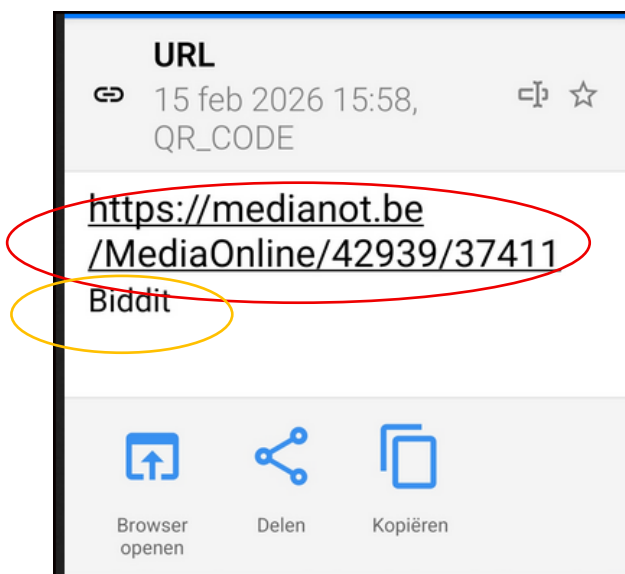 URL
15 feb 2026 15:58,
QR_CODE
https://medianot.be
/MediaOnline/42939/37411
Biddit
Browser
openen
Delen
Kopiëren